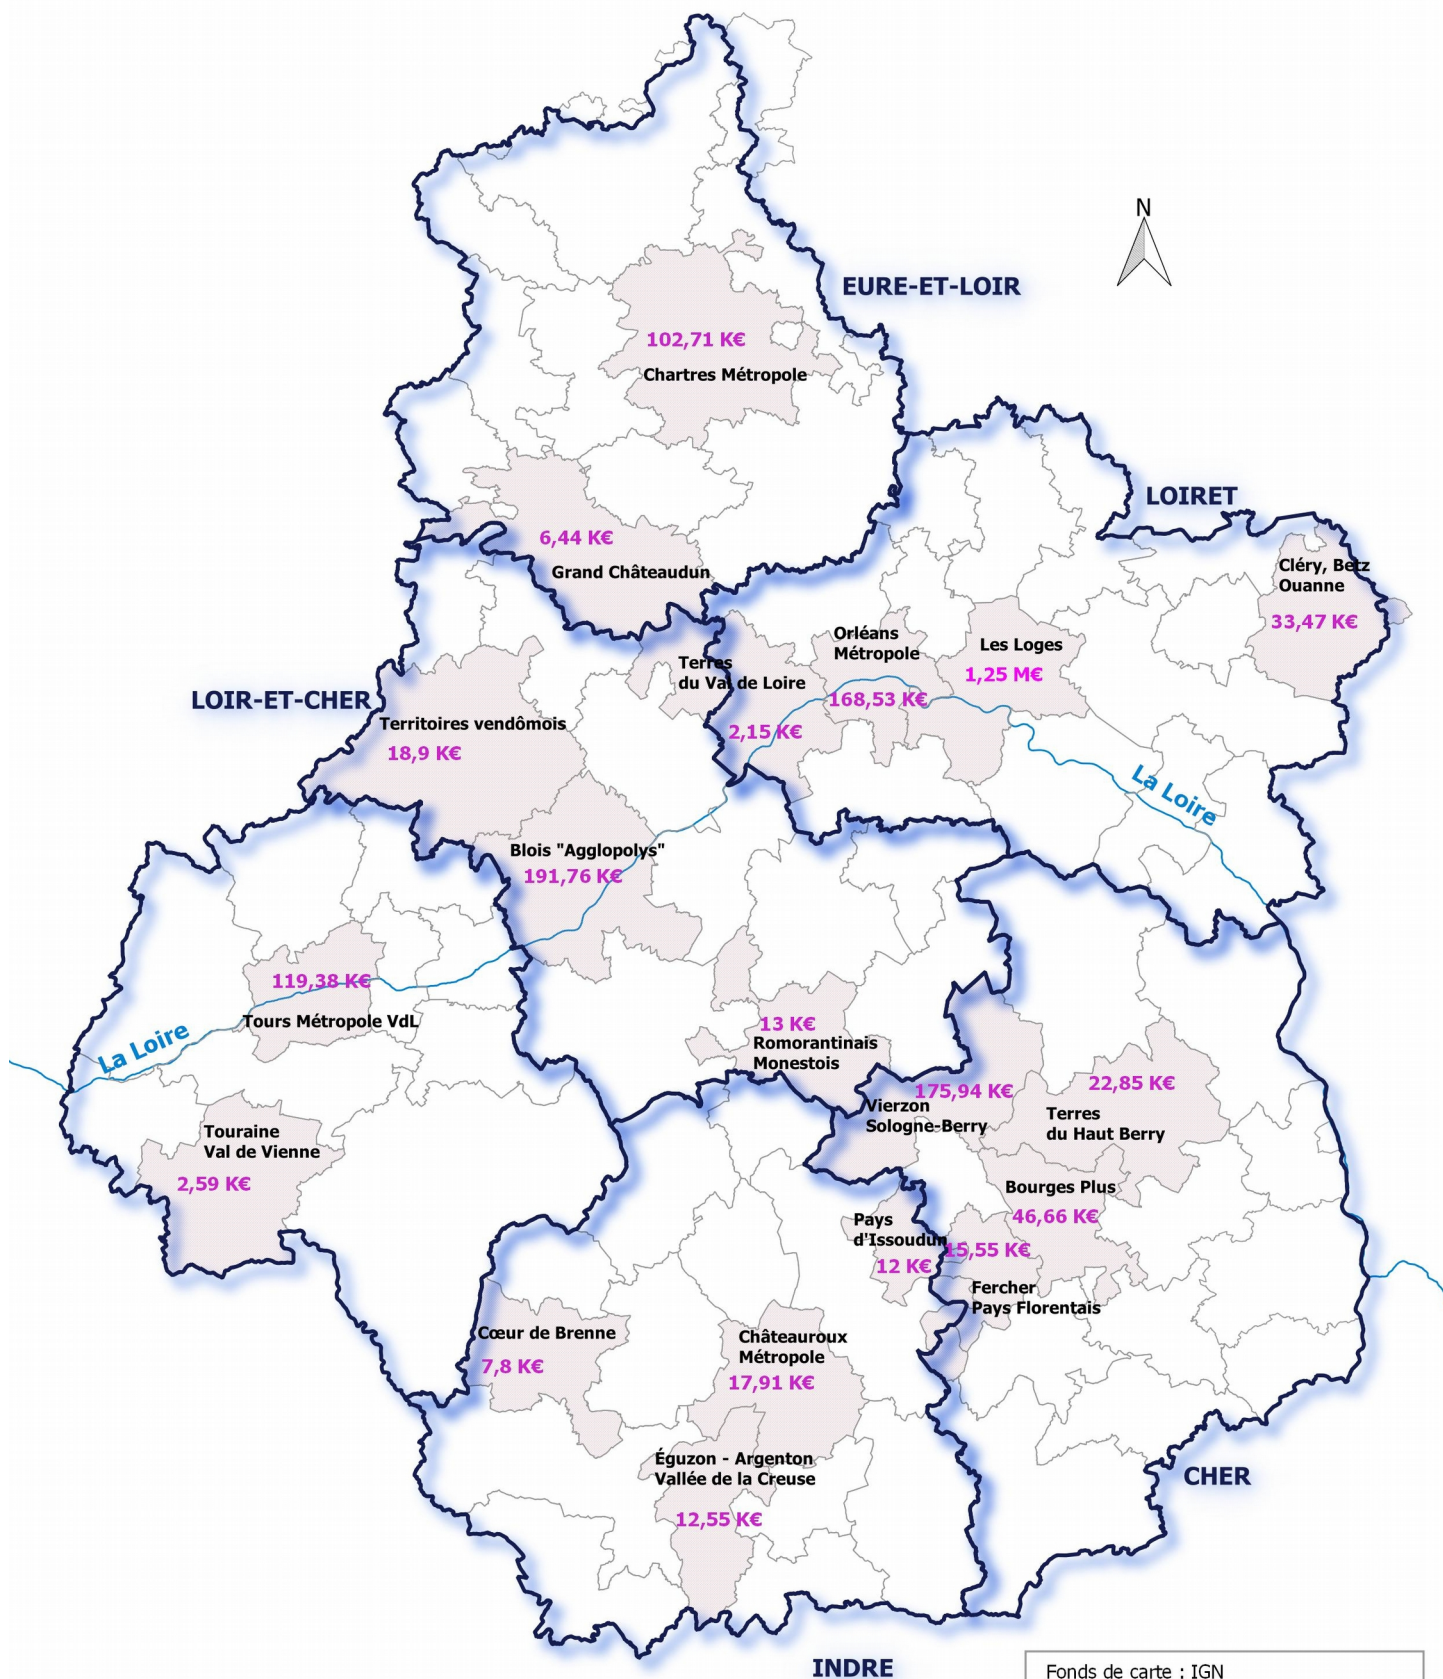 N
EURE-ET-LOIR
102,71 K€
Chartres Métropole
LOIRET
6,44 K€
Grand Châteaudun
Cléry, Betz
Ouanne
33,47 K€
Orléans
Métropole
168,53 K€
Les Loges
1,25 M€
Terres
du Val de Loire
2,15 K€
LOIR-ET-CHER
Territoires vendômois
18,9 K€
La Loire
Blois "Agglopolys"
191,76 K€
119,38 K€
Tours Métropole VdL
La Loire
13 K€
Romorantinais
Monestois
175,94 K€
Vierzon
Sologne-Berry
22,85 K€
Terres
du Haut Berry
Touraine
Val de Vienne
2,59 K€
Bourges Plus
46,66 K€
Pays
d'Issoudun
12 K€
15,55 K€
Fercher
Pays Florentais
Cœur de Brenne
7,8 K€
Châteauroux
Métropole
17,91 K€
Éguzon - Argenton
Vallée de la Creuse
12,55 K€
CHER
INDRE
Fonds de carte : IGN